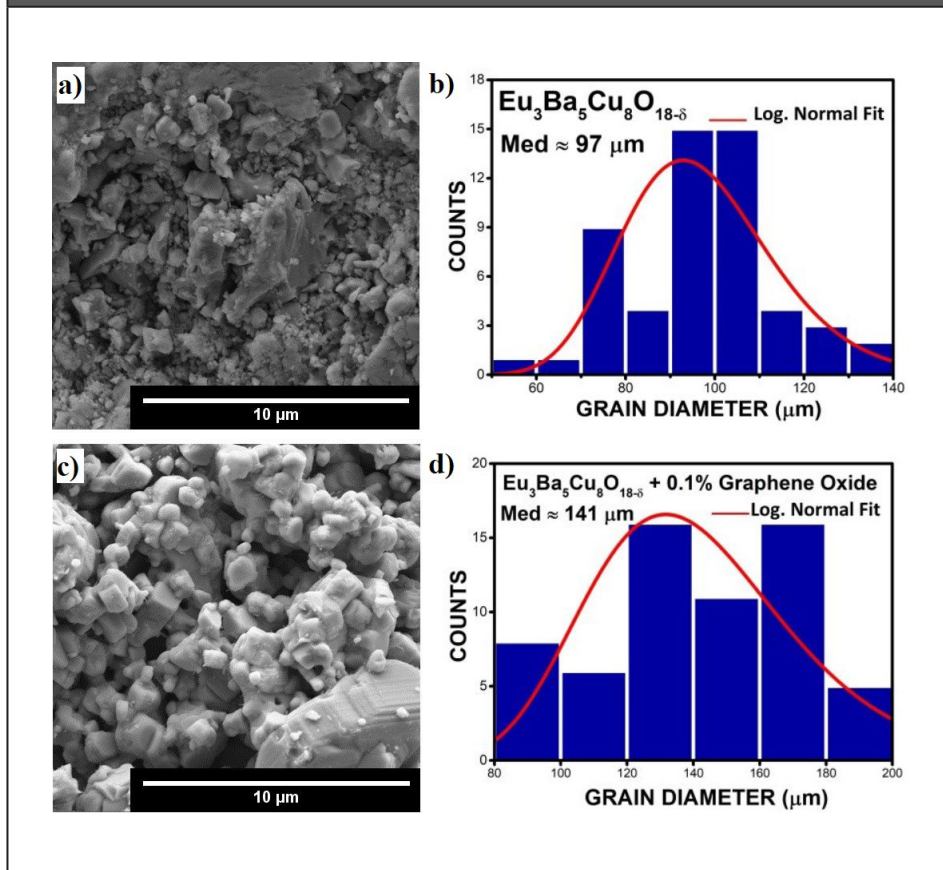 a)
10 µm
b)
Eu3Ba5Cu8O18-δ
Log. Normal Fit
Med ≈ 97 µm
COUNTS
18
15
12
9
6
3
0
60 80 100 120 140
GRAIN DIAMETER (µm)
c)
10 µm
d)
Eu3Ba5Cu8O18-δ + 0.1% Graphene Oxide
Med ≈ 141 µm
Log. Normal Fit
COUNTS
20
15
10
5
0
80 100 120 140 160 180 200
GRAIN DIAMETER (µm)